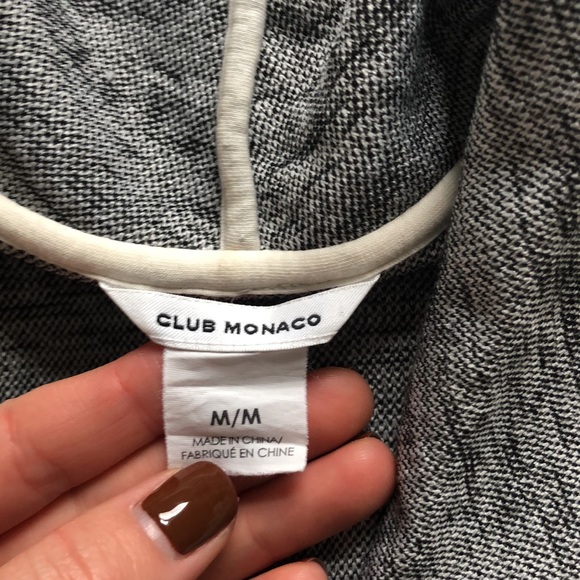 CLUB MONACO
M/M
MADE IN CHINA/
FABRIQUÉ EN CHINE